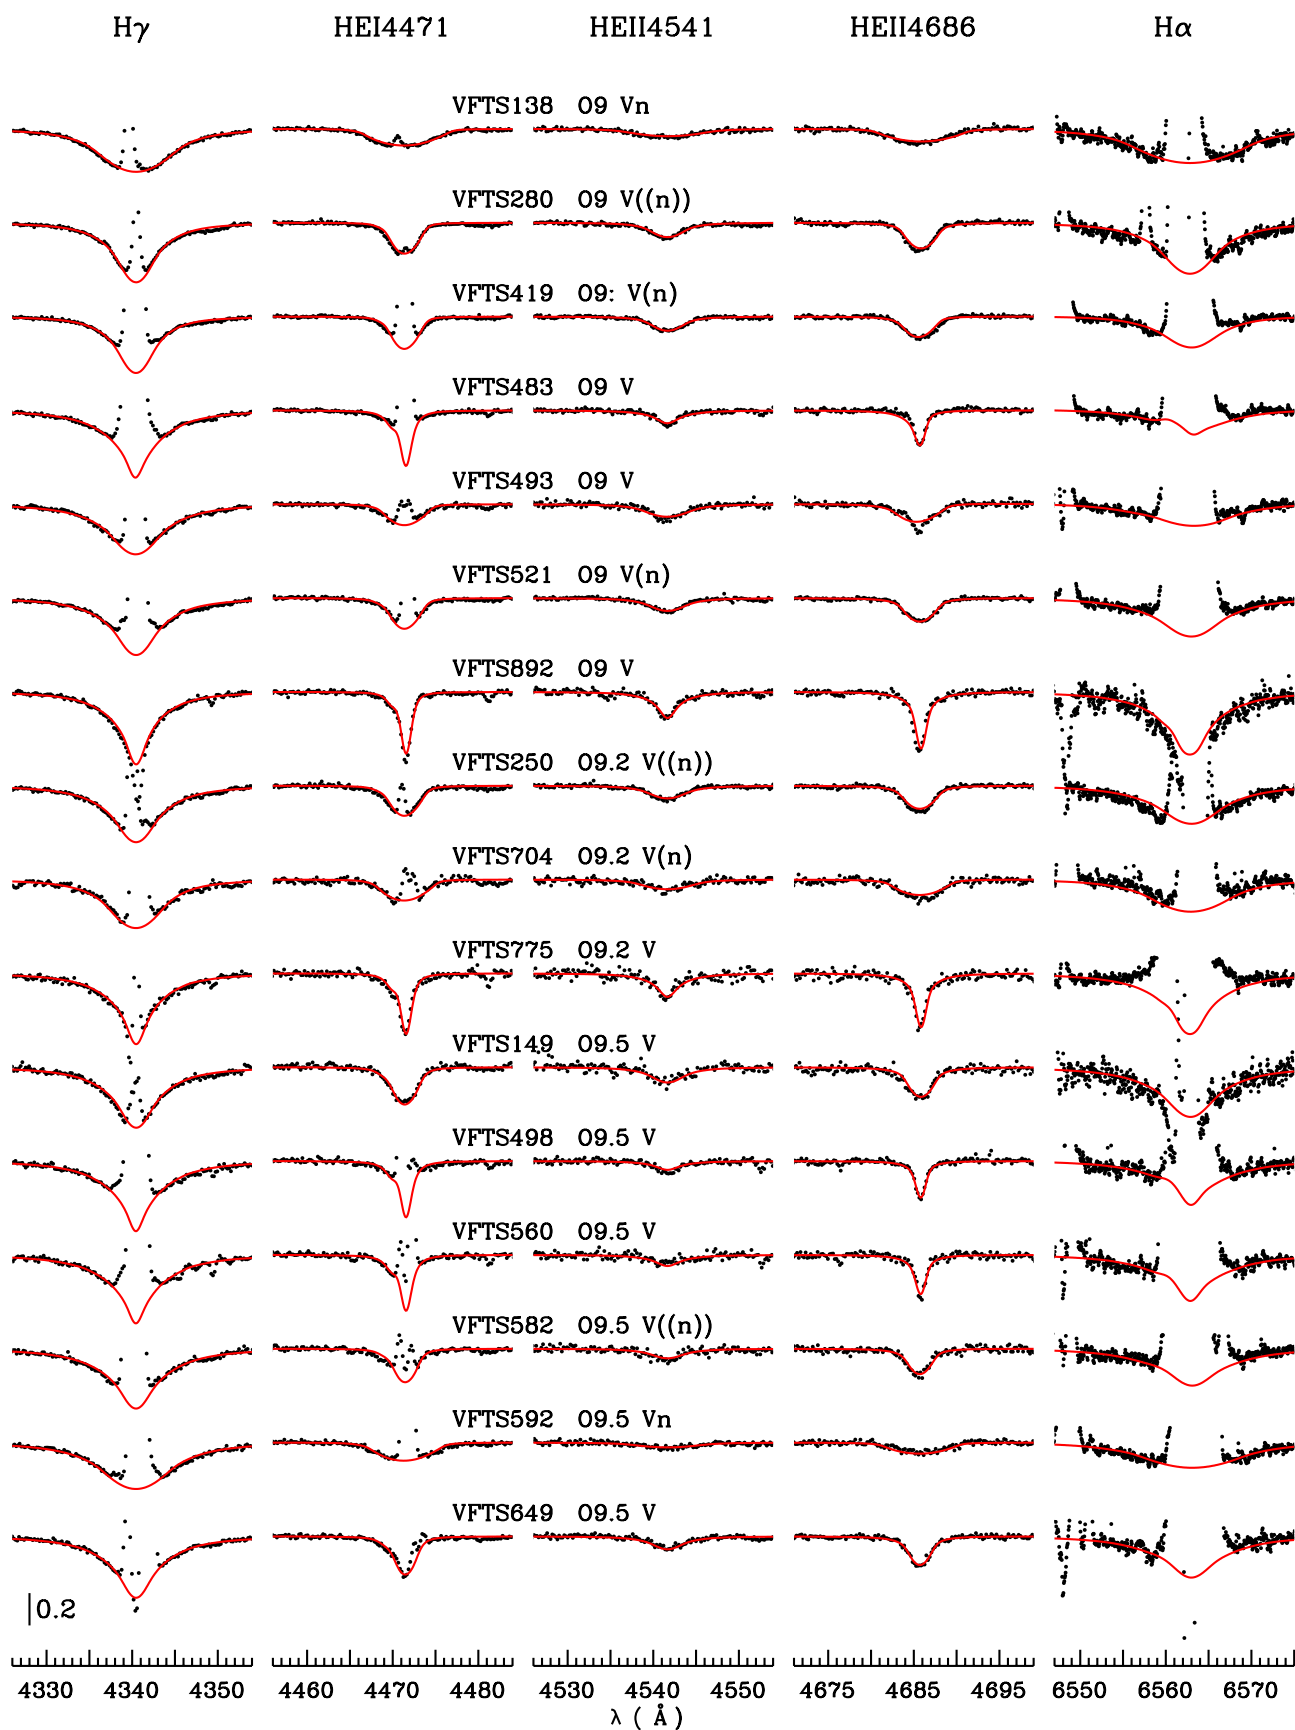 Hγ HEI4471 HEII4541 HEII4686 Hα
VFTS138 O9 Vn
VFTS280 O9 V((n))
VFTS419 O9: V(n)
VFTS483 O9 V
VFTS493 O9 V
VFTS521 O9 V(n)
VFTS892 O9 V
VFTS250 O9.2 V((n))
VFTS704 O9.2 V(n)
VFTS775 O9.2 V
VFTS149 O9.5 V
VFTS498 O9.5 V
VFTS560 O9.5 V
VFTS582 O9.5 V((n))
VFTS592 O9.5 Vn
VFTS649 O9.5 V
0.2
4330 4340 4350 4460 4470 4480 4530 4540 4550 4675 4685 4695 6550 6560 6570
λ ( Å )